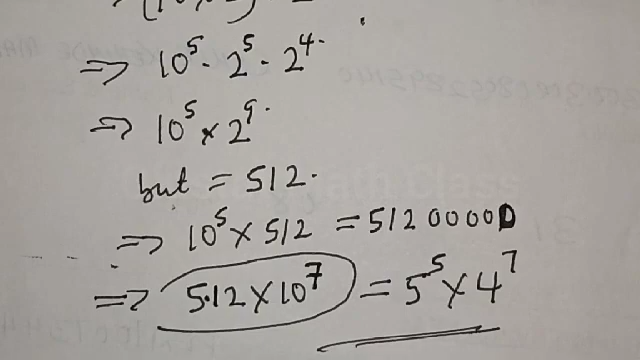 ⇒ 10⁵ · 2⁵ · 2⁴
⇒ 10⁵ × 2⁹
but = 512.
⇒ 10⁵ × 512 = 51200000
⇒ 5.12 × 10⁷ = 5⁵ × 4⁷